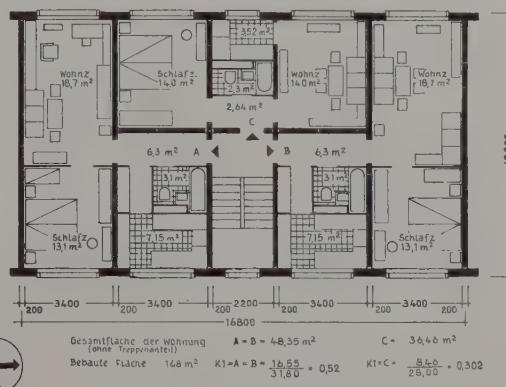 3,52 m²
Wohnz.
18,7 m²
Schlafz.
14,0 m²
Wohnz
14,0 m²
Wohnz
18,7 m²
2,3 m²
2,64 m²
C
6,3 m² A
B 6,3 m²
3,1 m²
3,1 m²
7,15 m²
7,15 m²
Schlafz
13,1 m²
Schlafz
13,1 m²
3400 3400 2200 3400 3400
200 200 200 200 200 200
16800
Gesamtfläche der Wohnung A = B = 48,35 m² C = 36,46 m²
(ohne Treppenanteil)
Bebaute Fläche 168 m² K1 = A = B = 16,55 / 31,80 = 0,52 K1 = C = 8,46 / 28,00 = 0,302